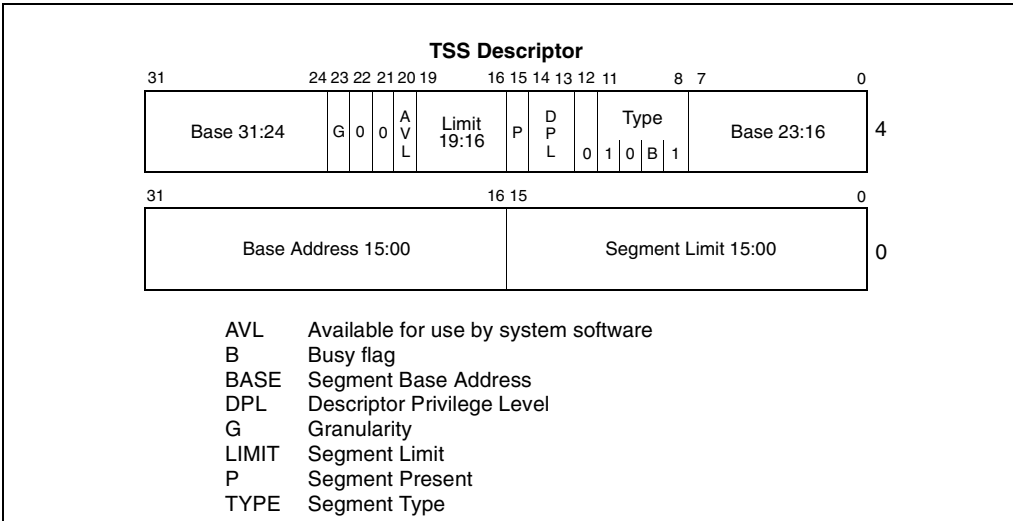 TSS Descriptor
31 24 23 22 21 20 19 16 15 14 13 12 11 8 7 0
Base 31:24 G 0 0 AVL Limit 19:16 P DPL 0 Type 1 0 B 1 Base 23:16 4
31 16 15 0
Base Address 15:00 Segment Limit 15:00 0
AVL Available for use by system software
B Busy flag
BASE Segment Base Address
DPL Descriptor Privilege Level
G Granularity
LIMIT Segment Limit
P Segment Present
TYPE Segment Type